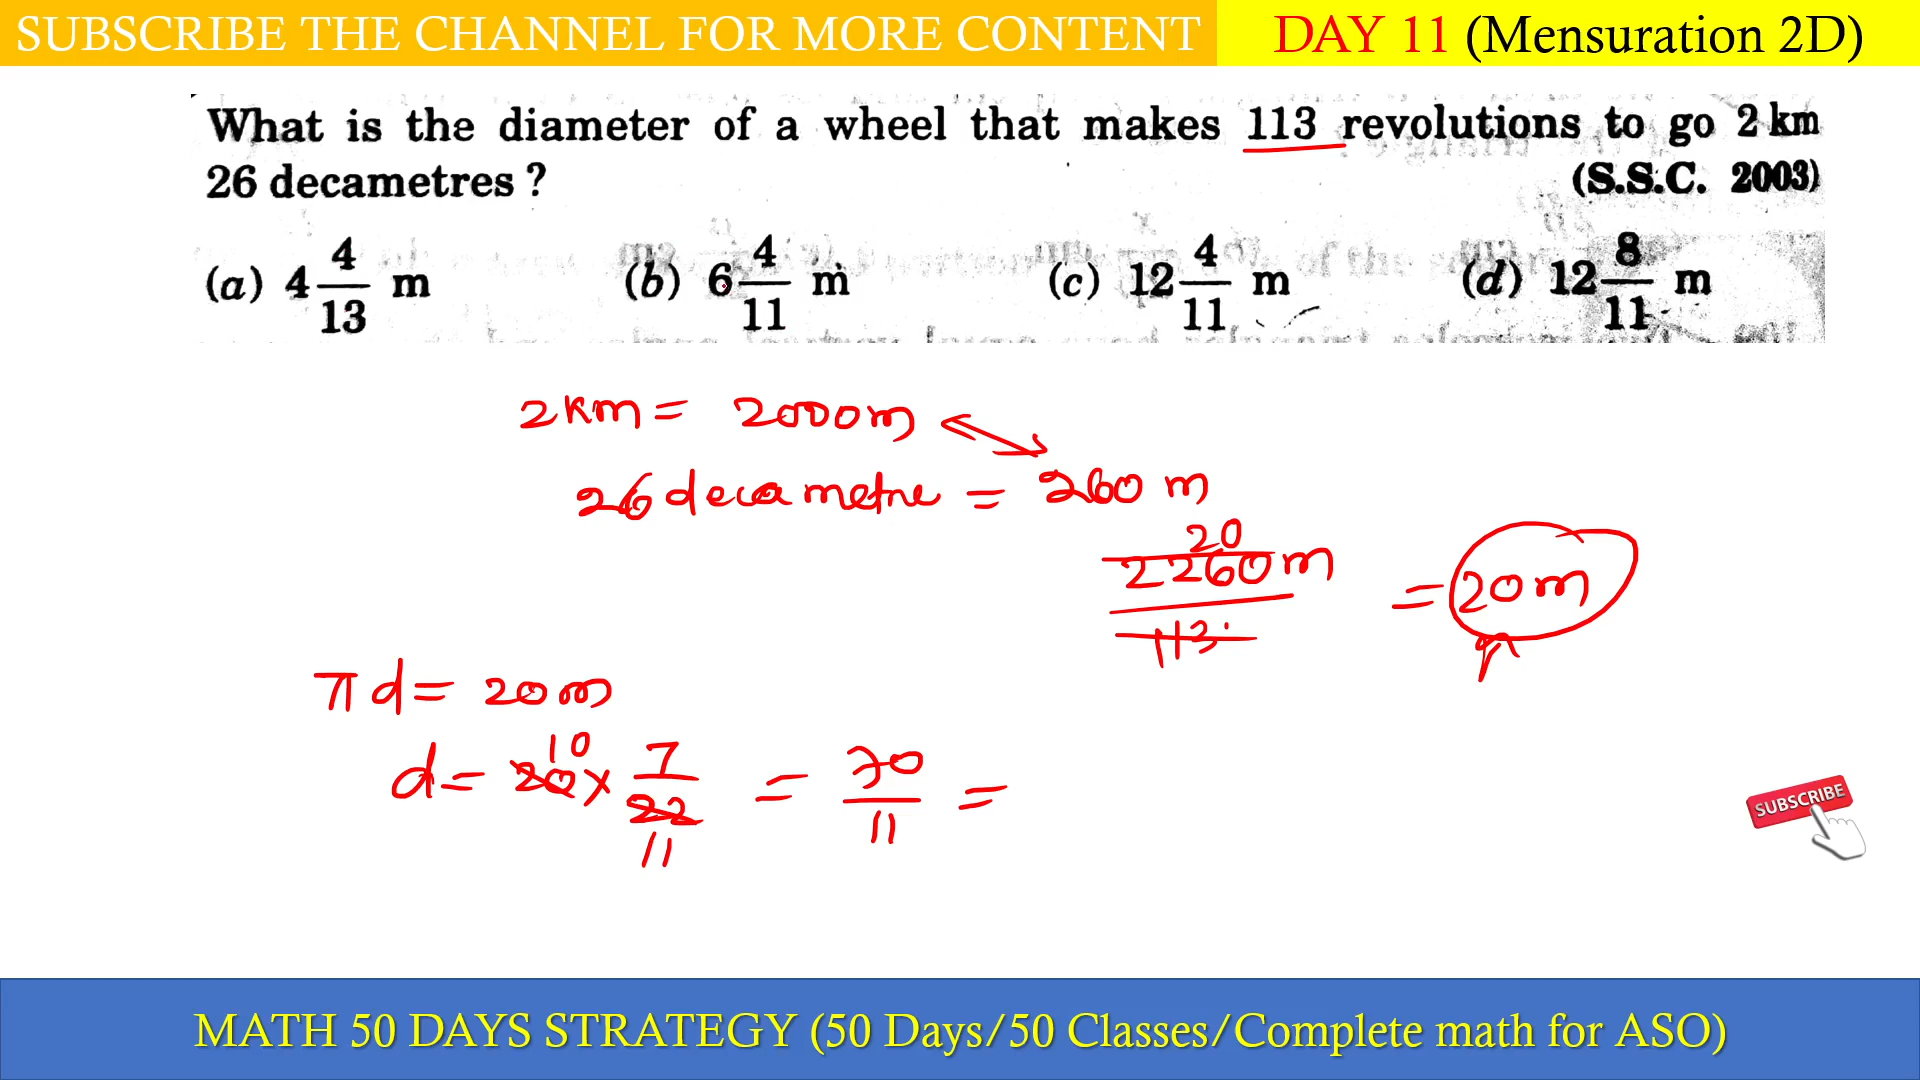 SUBSCRIBE THE CHANNEL FOR MORE CONTENT
DAY 11 (Mensuration 2D)
What is the diameter of a wheel that makes 113 revolutions to go 2 km
26 decametres ?
(S.S.C. 2003)
(a) 4 4/13 m (b) 6 4/11 m (c) 12 4/11 m (d) 12 8/11 m
2km = 2000m
26 decametre = 260 m
20
2260m
113
= 20m
πd = 20m
10
d = 20 × 7/22 = 70/11 =
11
SUBSCRIBE
MATH 50 DAYS STRATEGY (50 Days/50 Classes/Complete math for ASO)